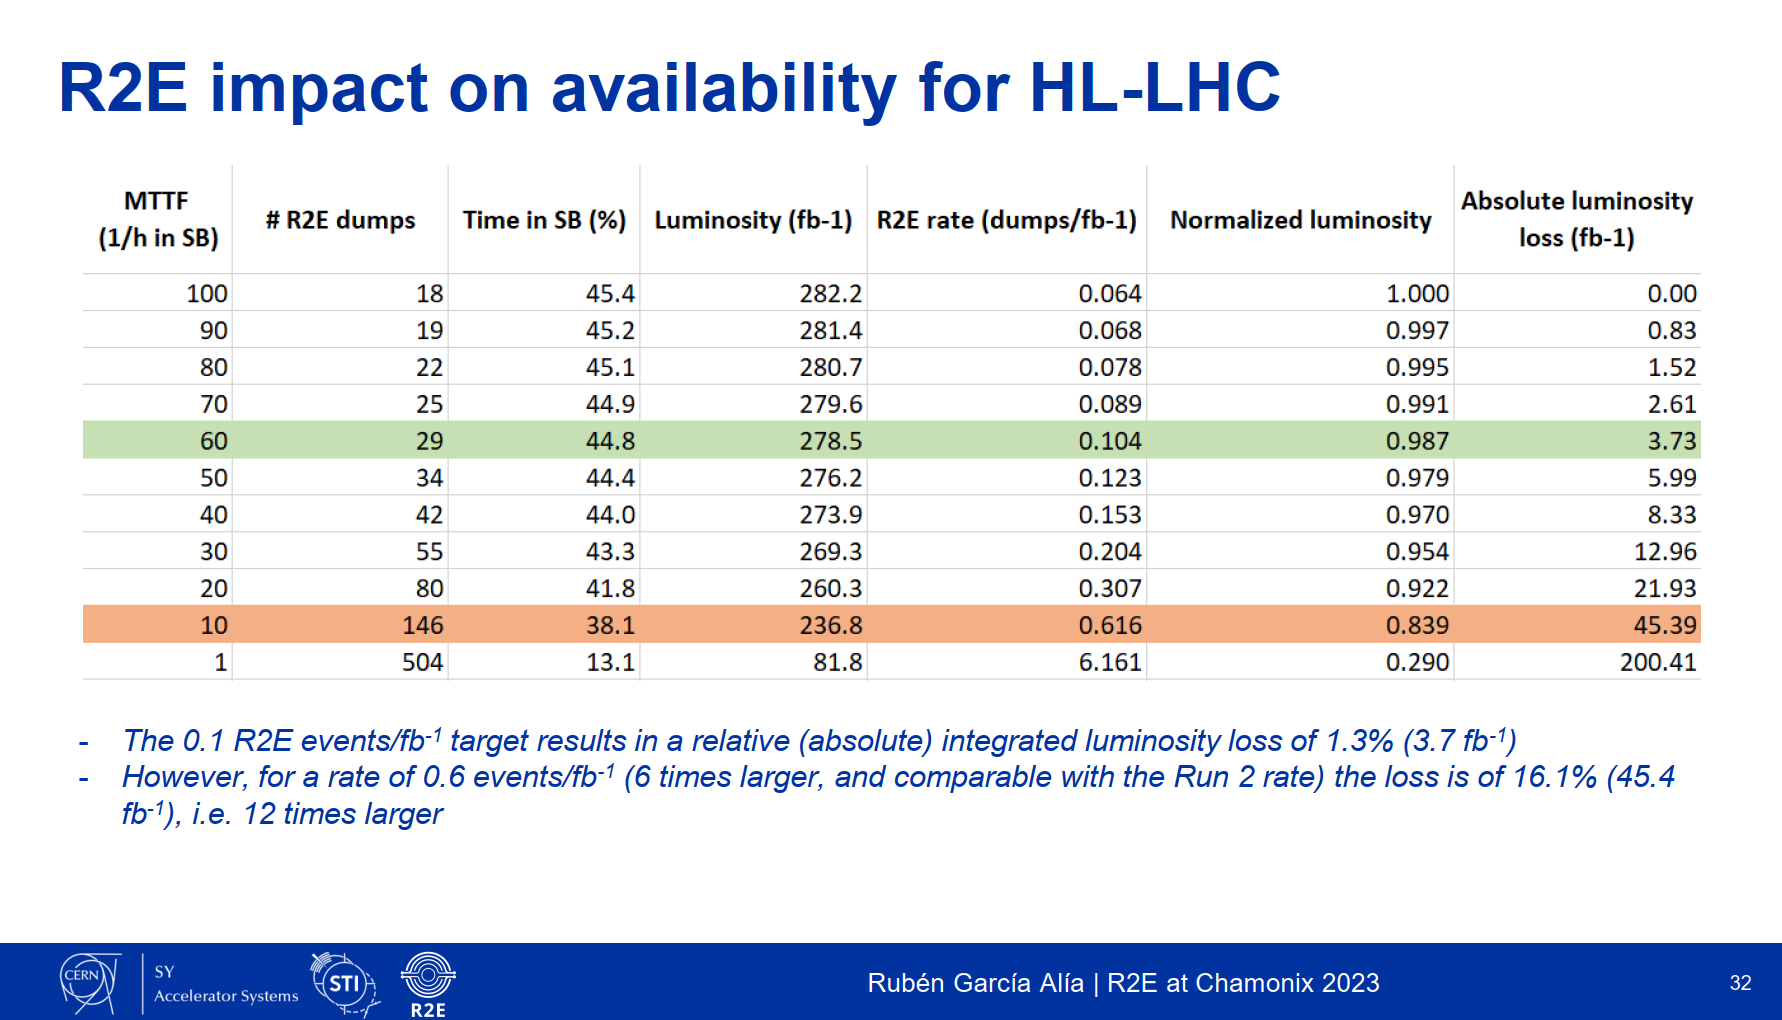 R2E impact on availability for HL-LHC
MTTF (1/h in SB) # R2E dumps Time in SB (%) Luminosity (fb-1) R2E rate (dumps/fb-1) Normalized luminosity Absolute luminosity loss (fb-1)
100 18 45.4 282.2 0.064 1.000 0.00
90 19 45.2 281.4 0.068 0.997 0.83
80 22 45.1 280.7 0.078 0.995 1.52
70 25 44.9 279.6 0.089 0.991 2.61
60 29 44.8 278.5 0.104 0.987 3.73
50 34 44.4 276.2 0.123 0.979 5.99
40 42 44.0 273.9 0.153 0.970 8.33
30 55 43.3 269.3 0.204 0.954 12.96
20 80 41.8 260.3 0.307 0.922 21.93
10 146 38.1 236.8 0.616 0.839 45.39
1 504 13.1 81.8 6.161 0.290 200.41
- The 0.1 R2E events/fb-1 target results in a relative (absolute) integrated luminosity loss of 1.3% (3.7 fb-1)
- However, for a rate of 0.6 events/fb-1 (6 times larger, and comparable with the Run 2 rate) the loss is of 16.1% (45.4
fb-1), i.e. 12 times larger
CERN
SY
Accelerator Systems
STI
R2E
Rubén García Alía | R2E at Chamonix 2023
32